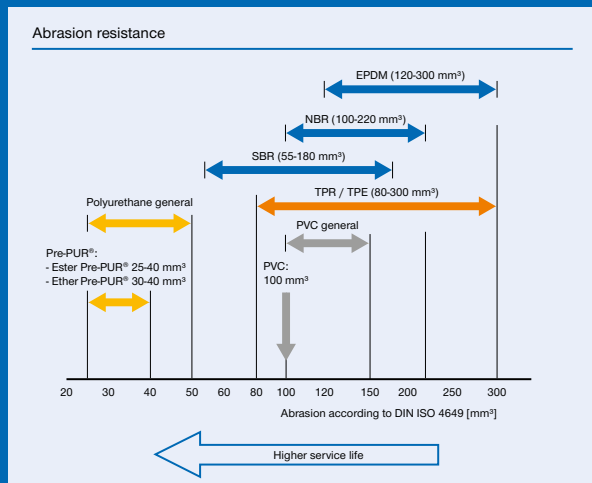 Abrasion resistance
EPDM (120-300 mm³)
NBR (100-220 mm³)
SBR (55-180 mm³)
Polyurethane general
TPR / TPE (80-300 mm³)
PVC general
Pre-PUR®:
- Ester Pre-PUR® 25-40 mm³
- Ether Pre-PUR® 30-40 mm³
PVC:
100 mm³
20 30 40 50 60 80 100 120 150 200 250 300
Abrasion according to DIN ISO 4649 [mm³]
Higher service life